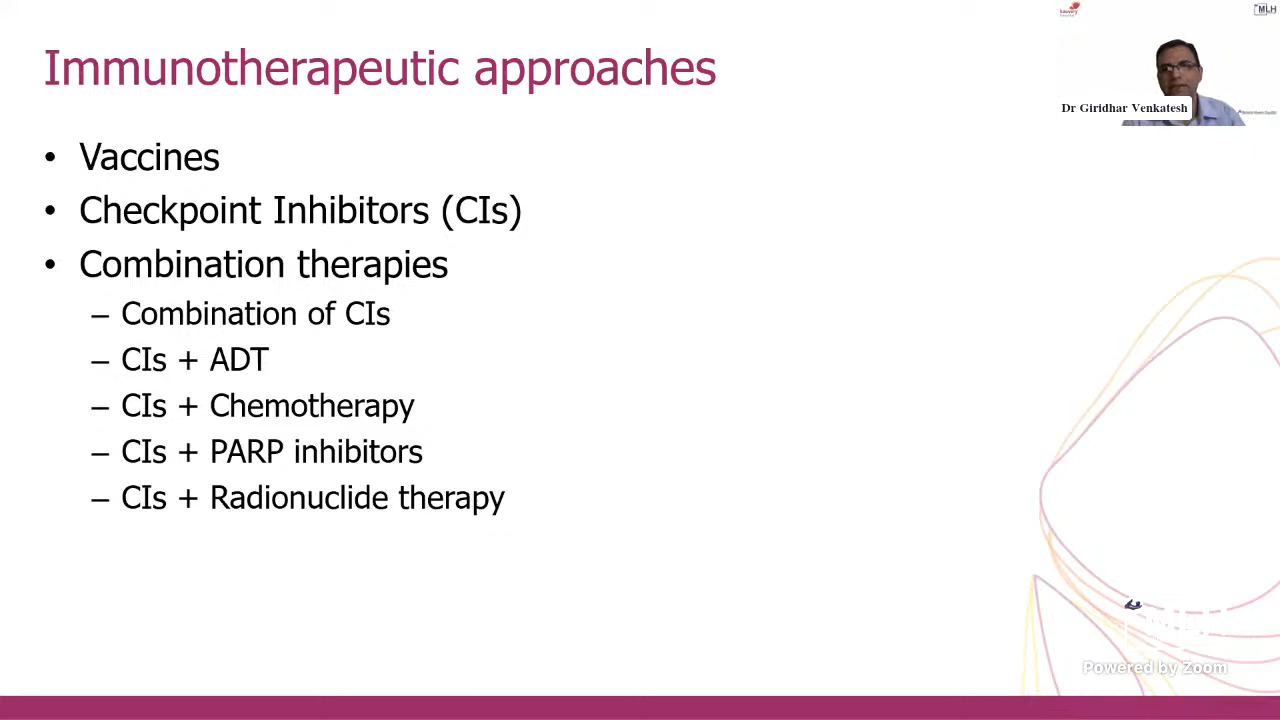 MLH
Immunotherapeutic approaches
Dr Giridhar Venkatesh
• Vaccines
• Checkpoint Inhibitors (CIs)
• Combination therapies
– Combination of CIs
– CIs + ADT
– CIs + Chemotherapy
– CIs + PARP inhibitors
– CIs + Radionuclide therapy
Powered by Zoom